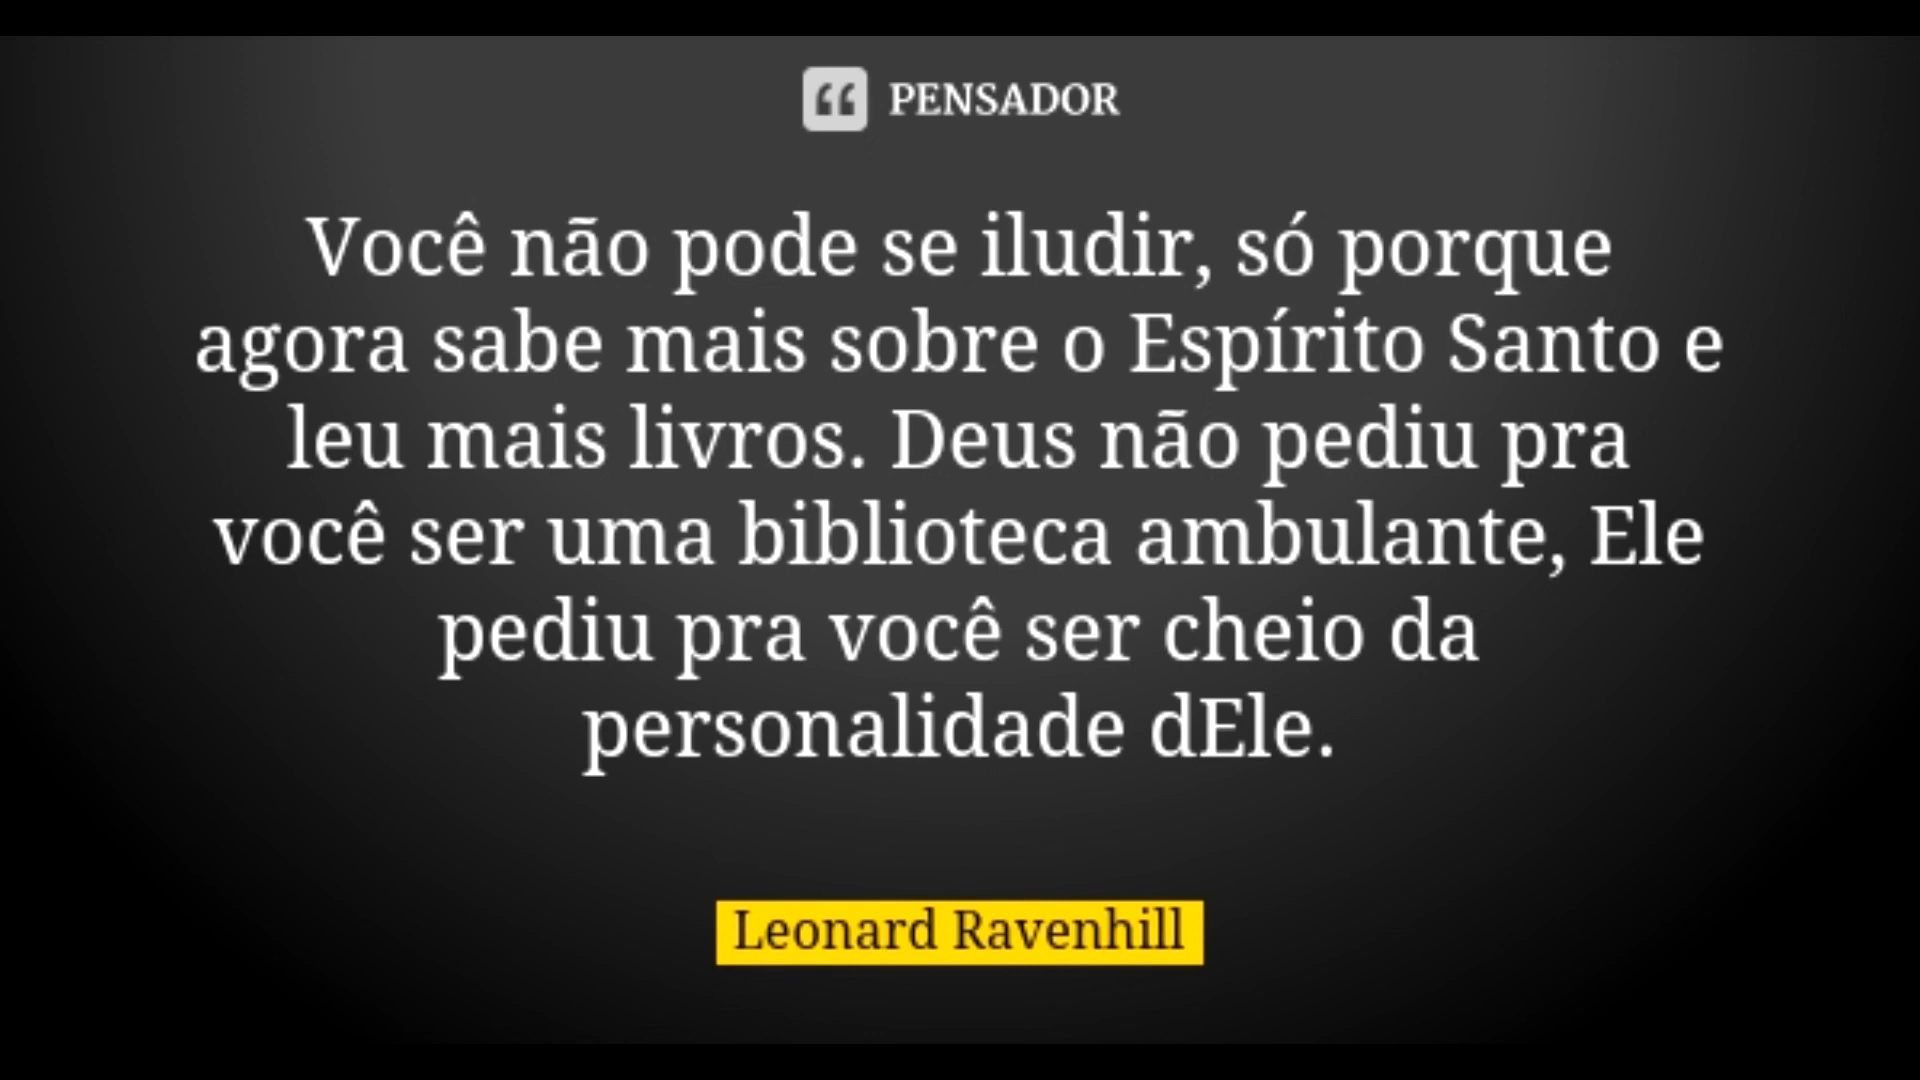 PENSADOR
Você não pode se iludir, só porque
agora sabe mais sobre o Espírito Santo e
leu mais livros. Deus não pediu pra
você ser uma biblioteca ambulante, Ele
pediu pra você ser cheio da
personalidade dEle.
Leonard Ravenhill